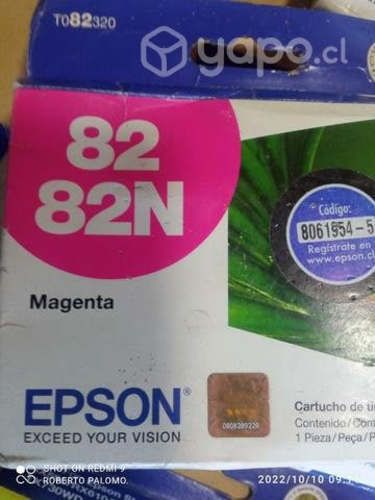 T082320
yapo.cl
82
82N
Código:
8061954-5
Regístrate en
www.epson.cl
Magenta
EPSON®
EXCEED YOUR VISION
Cartucho de
Contenido/
1 Pieza/Peça/
SHOT ON REDMI 9
ROBERTO PALOMO.
2022/10/10